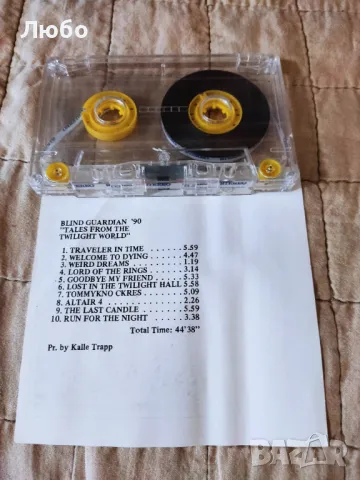 Любо
BLIND GUARDIAN '90
"TALES FROM THE
TWILIGHT WORLD"
1. TRAVELER IN TIME . . . . . . 5.59
2. WELCOME TO DYING . . . . . 4.47
3. WEIRD DREAMS . . . . . . . . 1.19
4. LORD OF THE RINGS . . . . . 3.14
5. GOODBYE MY FRIEND . . . . . 5.33
6. LOST IN THE TWILIGHT HALL 5.58
7. TOMMYKNO CKRES . . . . . . 5.09
8. ALTAIR 4 . . . . . . . . . . 2.26
9. THE LAST CANDLE . . . . . . 5.59
10. RUN FOR THE NIGHT . . . . . 3.38
Total Time: 44'38"
Pr. by Kalle Trapp
bazar